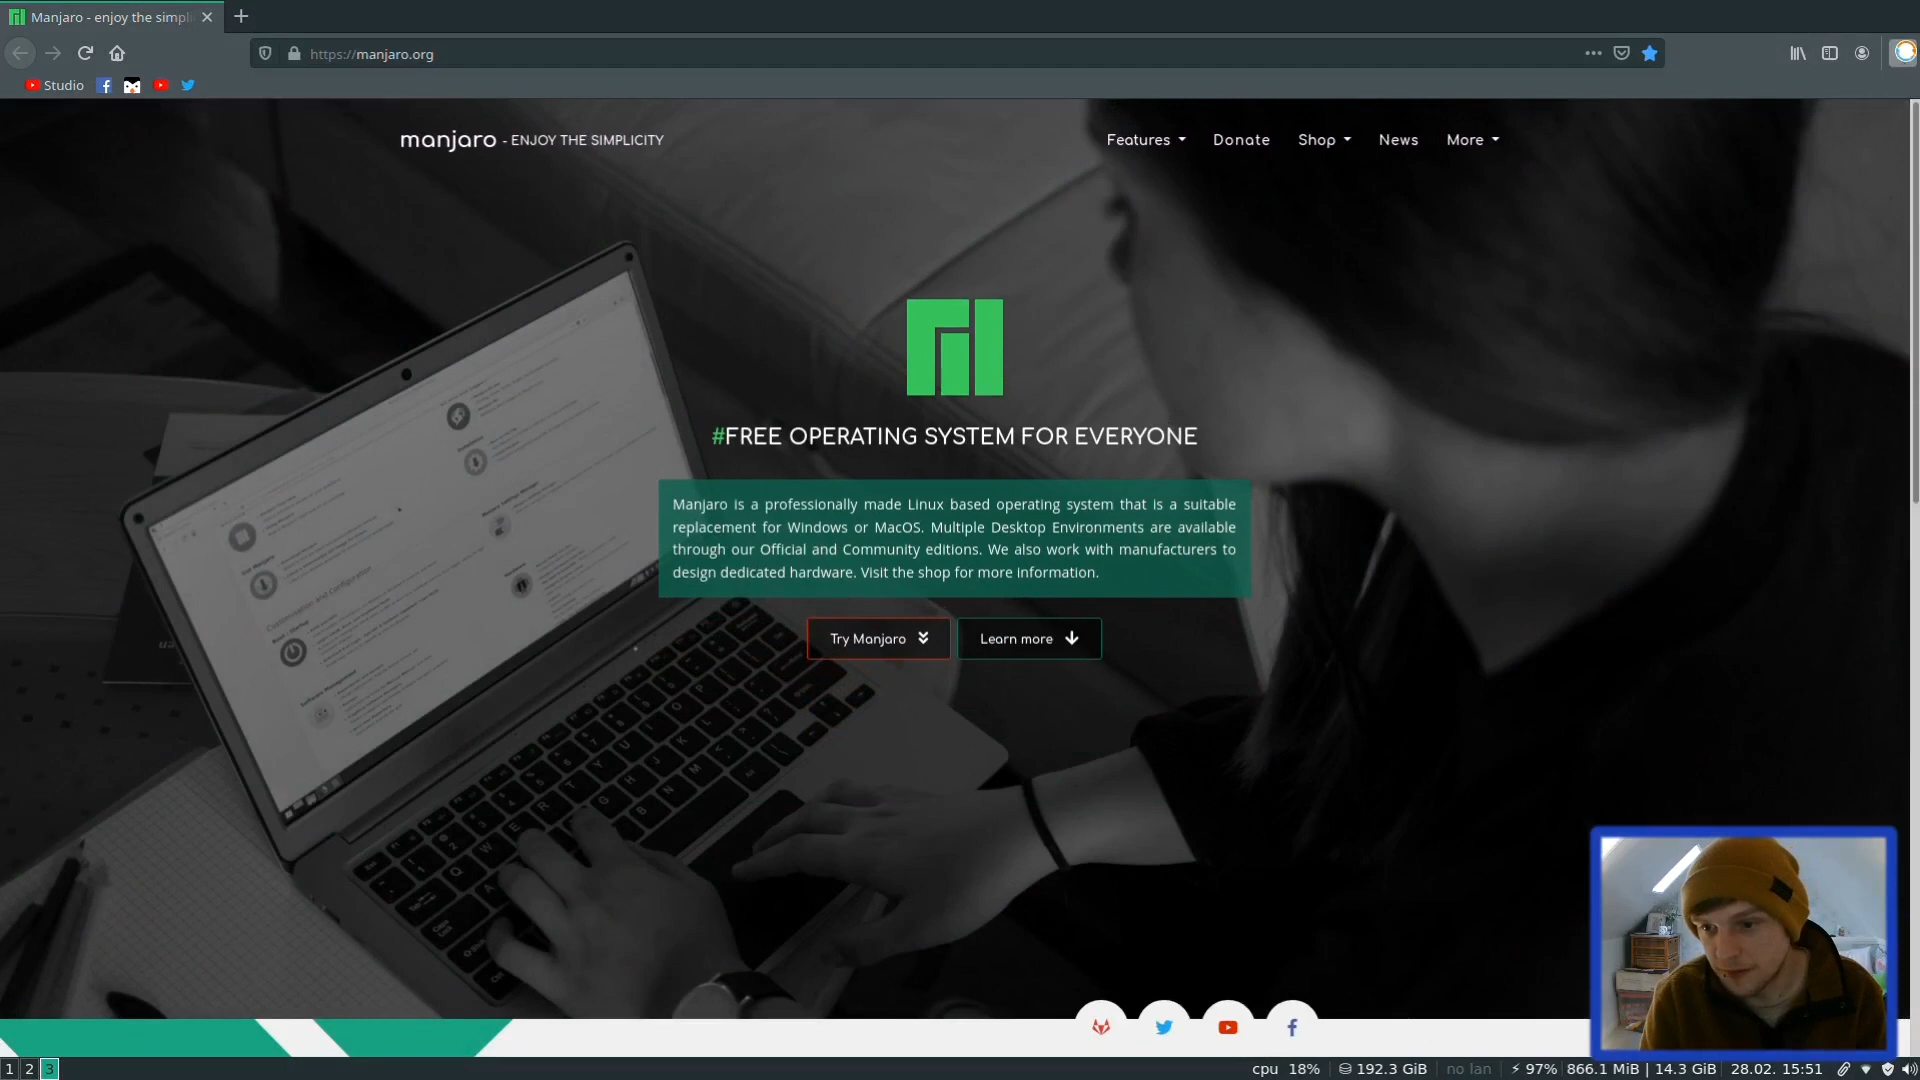 Manjaro - enjoy the simpli
https://manjaro.org
Studio
manjaro - ENJOY THE SIMPLICITY
Features Donate Shop News More
#FREE OPERATING SYSTEM FOR EVERYONE
Manjaro is a professionally made Linux based operating system that is a suitable
replacement for Windows or MacOS. Multiple Desktop Environments are available
through our Official and Community editions. We also work with manufacturers to
design dedicated hardware. Visit the shop for more information.
Try Manjaro Learn more
1 2 3 cpu 18% 192.3 GiB no lan 97% 866.1 MiB | 14.3 GiB 28.02. 15:51